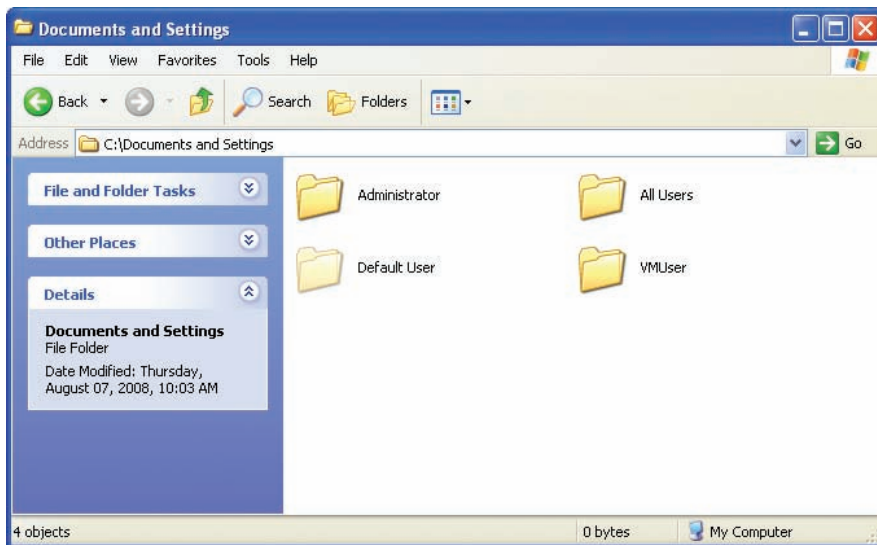 Documents and Settings
File Edit View Favorites Tools Help
Back Search Folders
Address C:\Documents and Settings Go
File and Folder Tasks
Other Places
Details
Documents and Settings
File Folder
Date Modified: Thursday,
August 07, 2008, 10:03 AM
Administrator All Users
Default User VMUser
4 objects 0 bytes My Computer